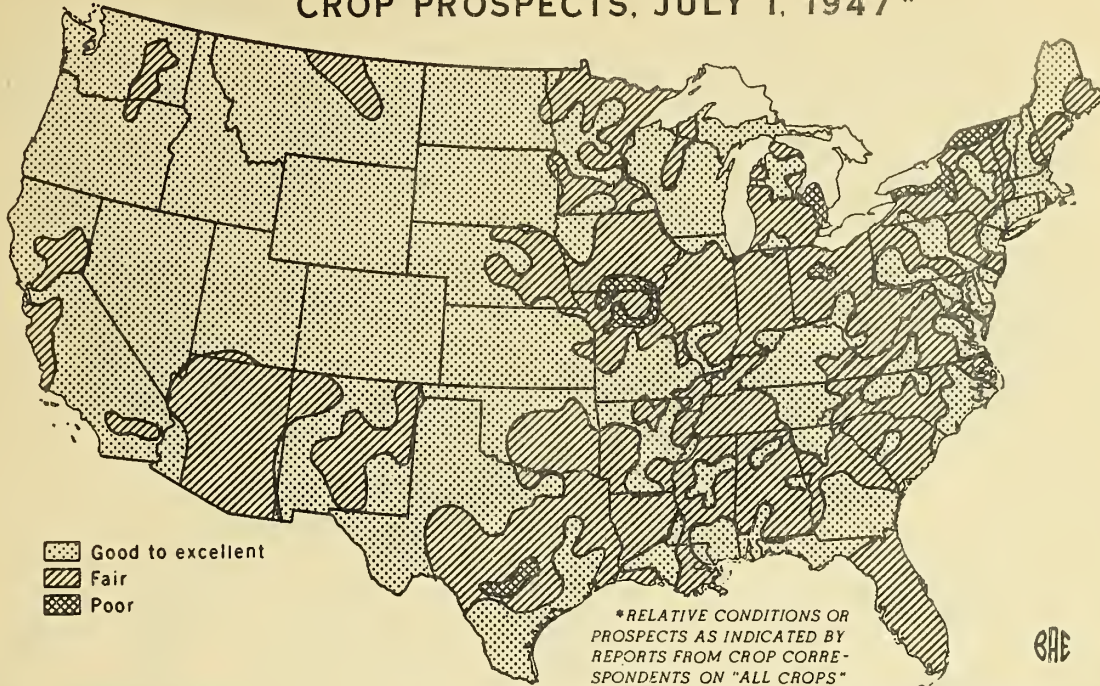 CROP PROSPECTS, JULY 1, 1947*
Good to excellent
Fair
Poor
*RELATIVE CONDITIONS OR
PROSPECTS AS INDICATED BY
REPORTS FROM CROP CORRE-
SPONDENTS ON "ALL CROPS"
BAE